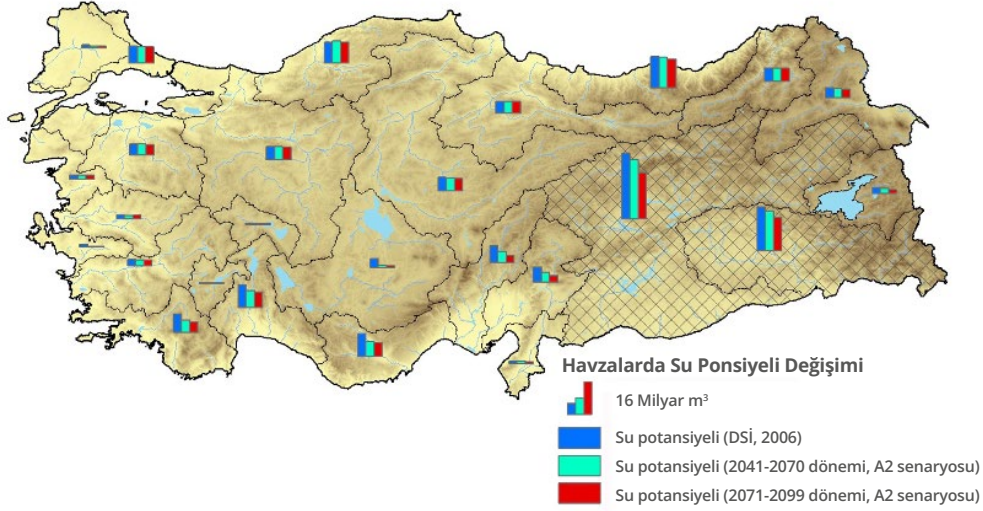 Havzalarda Su Ponsiyeli Değişimi
16 Milyar m³
Su potansiyeli (DSİ, 2006)
Su potansiyeli (2041-2070 dönemi, A2 senaryosu)
Su potansiyeli (2071-2099 dönemi, A2 senaryosu)